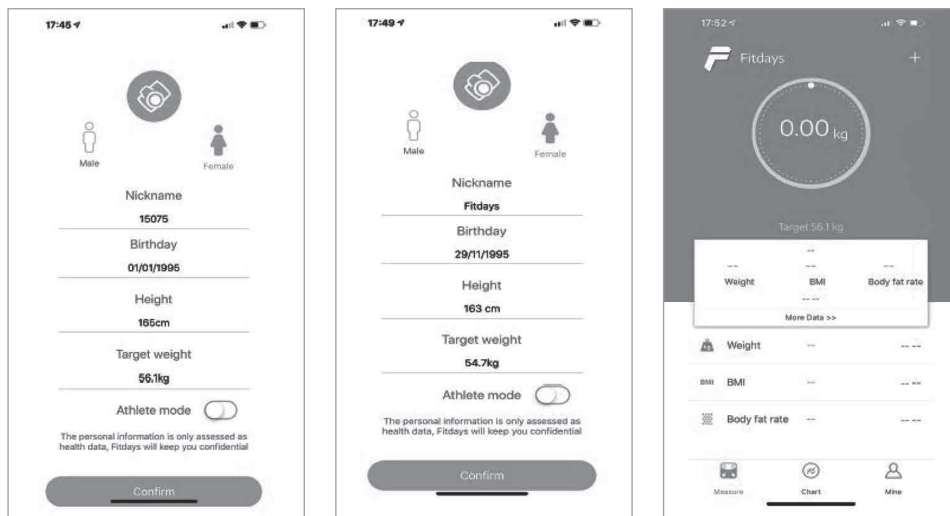 17:45
Male
Female
Nickname
15075
Birthday
01/01/1995
Height
165cm
Target weight
56.1kg
Athlete mode
The personal information is only assessed as
health data, Fitdays will keep you confidential
Confirm
17:49
Male
Female
Nickname
Fitdays
Birthday
29/11/1995
Height
163 cm
Target weight
54.7kg
Athlete mode
The personal information is only assessed as
health data, Fitdays will keep you confidential
Confirm
17:52
Fitdays +
0.00 kg
Target:56.1 kg
--
-- -- --
Weight BMI Body fat rate
-- --
More Data >>
Weight -- -- --
BMI BMI -- -- --
Body fat rate -- -- --
Measure Chart Mine